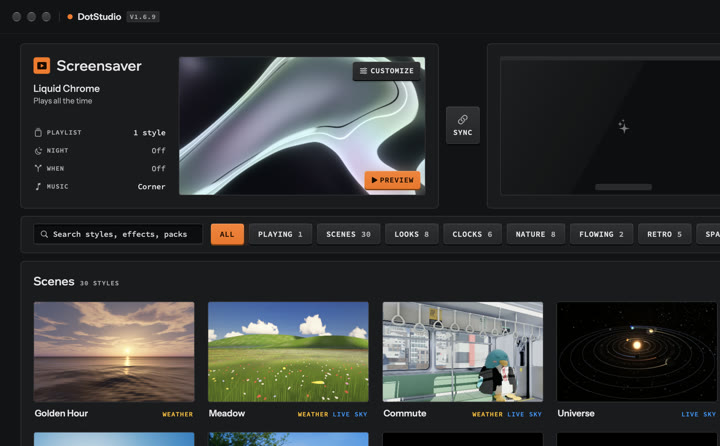 DotStudio V1.6.9
Screensaver
Liquid Chrome
Plays all the time
PLAYLIST 1 style
NIGHT Off
WHEN Off
MUSIC Corner
CUSTOMIZE
PREVIEW
SYNC
Search styles, effects, packs
ALL
PLAYING 1
SCENES 30
LOOKS 8
CLOCKS 6
NATURE 8
FLOWING 2
RETRO 5
SPA
Scenes 30 STYLES
Golden Hour WEATHER
Meadow WEATHER LIVE SKY
Commute WEATHER LIVE SKY
Universe LIVE SKY